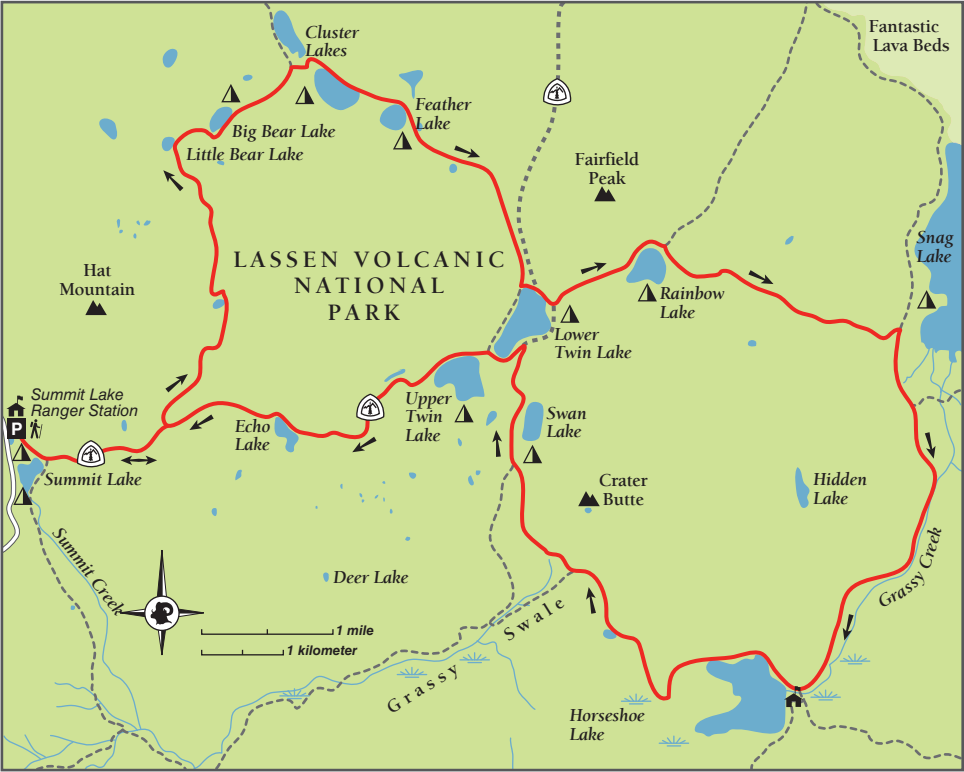 Cluster
Lakes
Fantastic
Lava Beds
Feather
Lake
Big Bear Lake
Little Bear Lake
Fairfield
Peak
Snag
Lake
LASSEN VOLCANIC
NATIONAL
PARK
Hat
Mountain
Rainbow
Lake
Lower
Twin Lake
Summit Lake
Ranger Station
P
Upper
Twin
Lake
Swan
Lake
Echo
Lake
Summit Lake
Crater
Butte
Hidden
Lake
Summit Creek
Deer Lake
Grassy Creek
1 mile
1 kilometer
Grassy Swale
Horseshoe
Lake